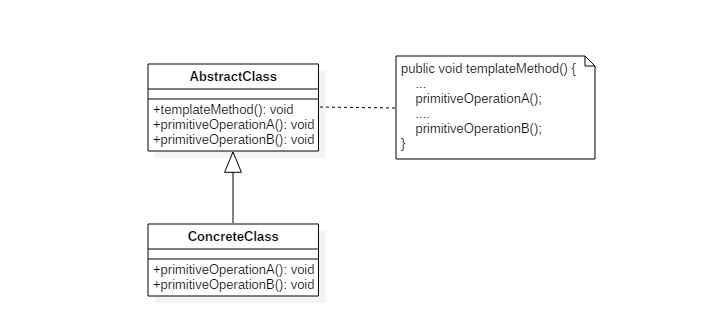 AbstractClass
+templateMethod(): void
+primitiveOperationA(): void
+primitiveOperationB(): void
public void templateMethod() {
...
primitiveOperationA();
....
primitiveOperationB();
}
ConcreteClass
+primitiveOperationA(): void
+primitiveOperationB(): void